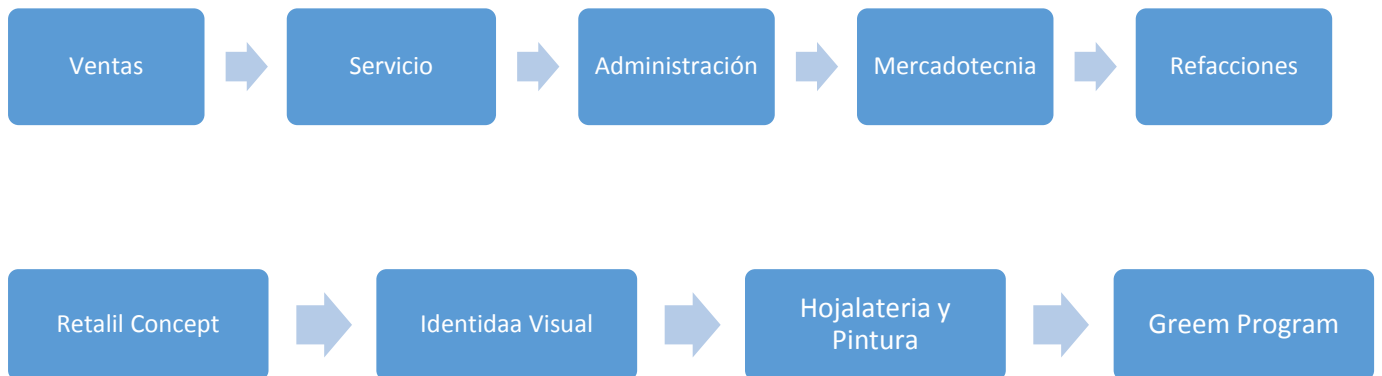 Ventas
Servicio
Administración
Mercadotecnia
Refacciones
Retalil Concept
Identidaa Visual
Hojalateria y
Pintura
Greem Program